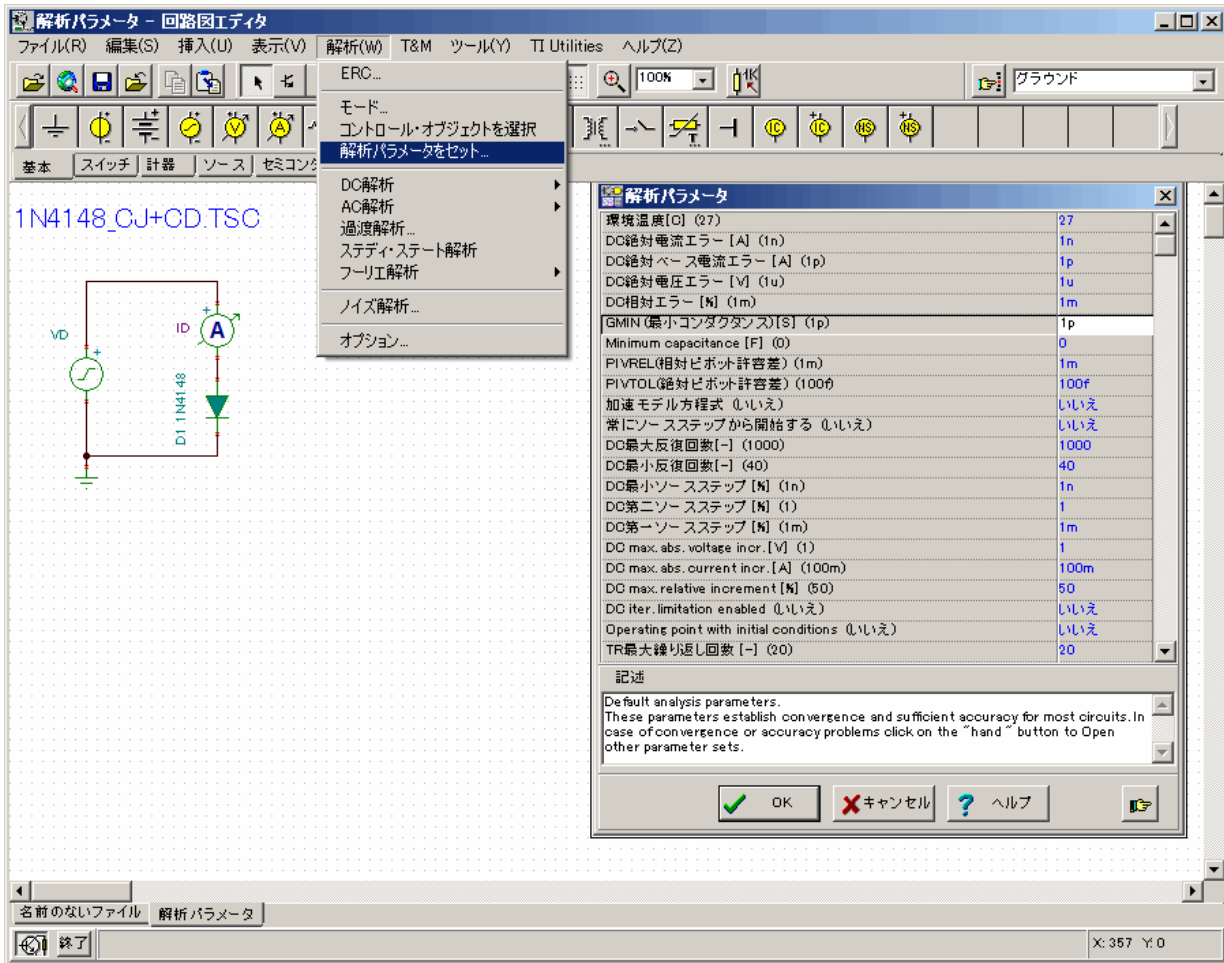 解析パラメータ - 回路図エディタ
ファイル(R) 編集(S) 挿入(U) 表示(V) 解析(W) T&M ツール(Y) TI Utilities ヘルプ(Z)
100%
グラウンド
基本 スイッチ 計器 ソース セミコン
ERC...
モード...
コントロール・オブジェクトを選択
解析パラメータをセット...
DC解析
AC解析
過渡解析...
ステディ・ステート解析
フーリエ解析
ノイズ解析...
オプション...
1N4148_CJ+CD.TSC
VD
+
ID
+
A
D1 1N4148
解析パラメータ
環境温度[C] (27) 27
DC絶対電流エラー [A] (1n) 1n
DC絶対ベース電流エラー [A] (1p) 1p
DC絶対電圧エラー [V] (1u) 1u
DC相対エラー [%] (1m) 1m
GMIN(最小コンダクタンス)[S] (1p) 1p
Minimum capacitance [F] (0) 0
PIVREL(相対ピボット許容差) (1m) 1m
PIVTOL(絶対ピボット許容差) (100f) 100f
加速モデル方程式 (いいえ) いいえ
常にソースステップから開始する (いいえ) いいえ
DC最大反復回数[-] (1000) 1000
DC最小反復回数[-] (40) 40
DC最小ソースステップ [%] (1n) 1n
DC第二ソースステップ [%] (1) 1
DC第一ソースステップ [%] (1m) 1m
DC max. abs. voltage incr. [V] (1) 1
DC max. abs. current incr. [A] (100m) 100m
DC max. relative increment [%] (50) 50
DC iter. limitation enabled (いいえ) いいえ
Operating point with initial conditions (いいえ) いいえ
TR最大繰り返し回数 [-] (20) 20
記述
Default analysis parameters.
These parameters establish convergence and sufficient accuracy for most circuits. In
case of convergence or accuracy problems click on the "hand" button to Open
other parameter sets.
OK キャンセル ヘルプ
名前のないファイル 解析パラメータ
終了
X: 357 Y: 0